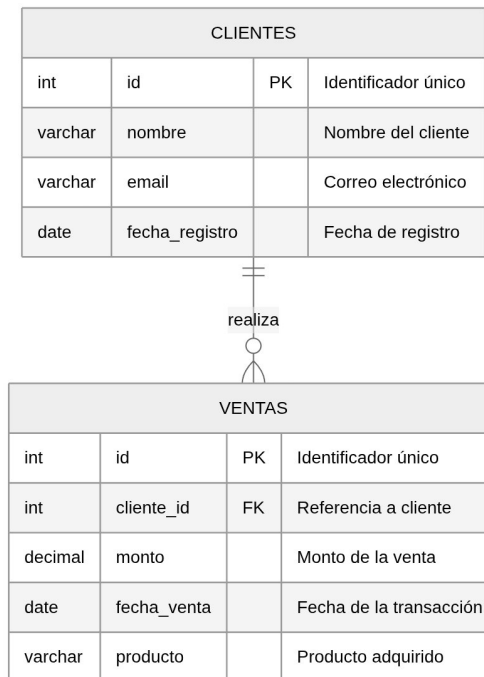 CLIENTES
int id PK Identificador único
varchar nombre Nombre del cliente
varchar email Correo electrónico
date fecha_registro Fecha de registro
realiza
VENTAS
int id PK Identificador único
int cliente_id FK Referencia a cliente
decimal monto Monto de la venta
date fecha_venta Fecha de la transacción
varchar producto Producto adquirido